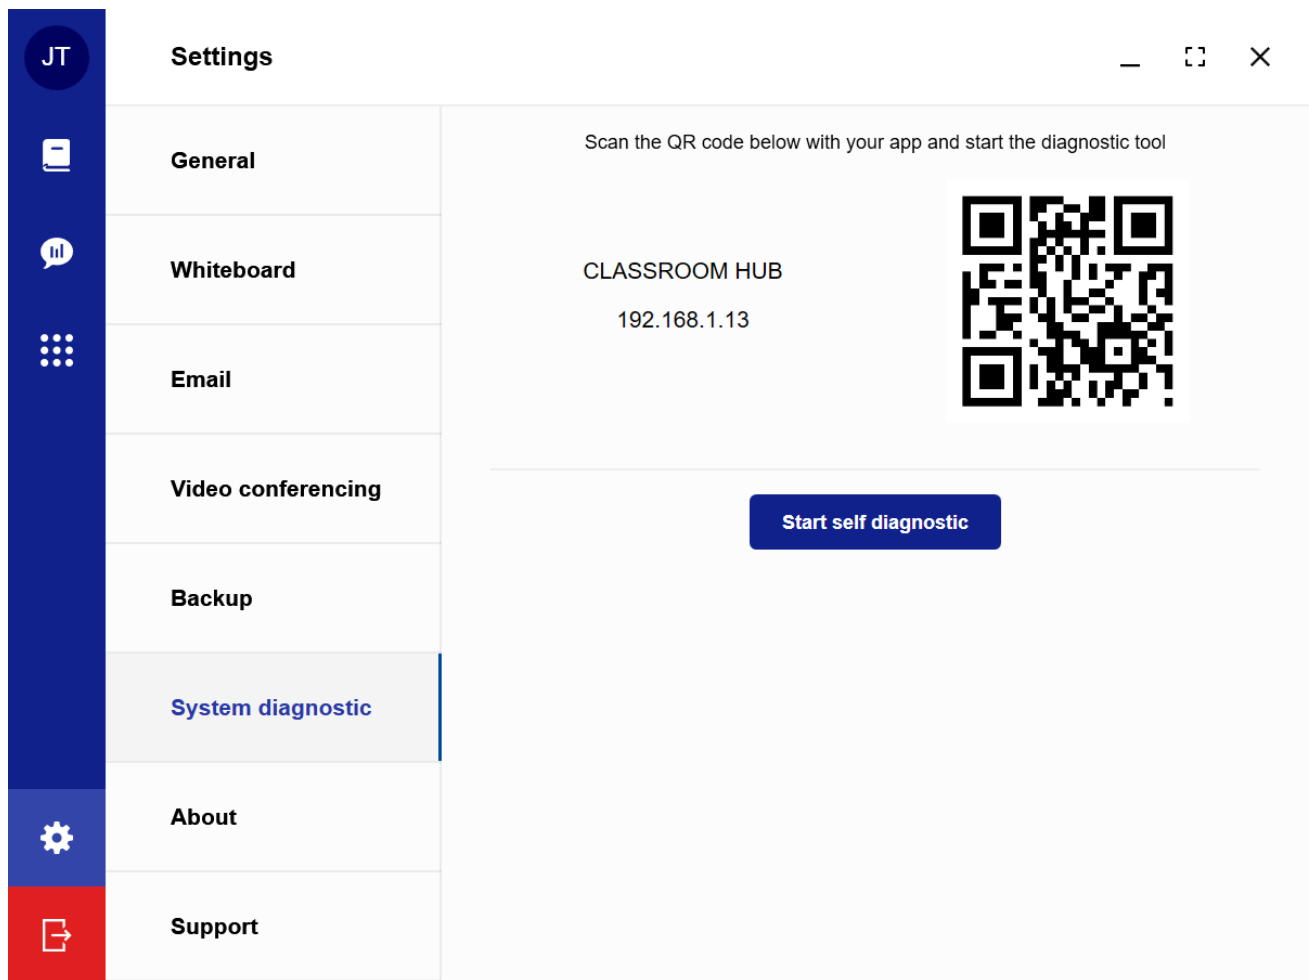 JT
Settings
General
Whiteboard
Email
Video conferencing
Backup
System diagnostic
About
Support
Scan the QR code below with your app and start the diagnostic tool
CLASSROOM HUB
192.168.1.13
Start self diagnostic